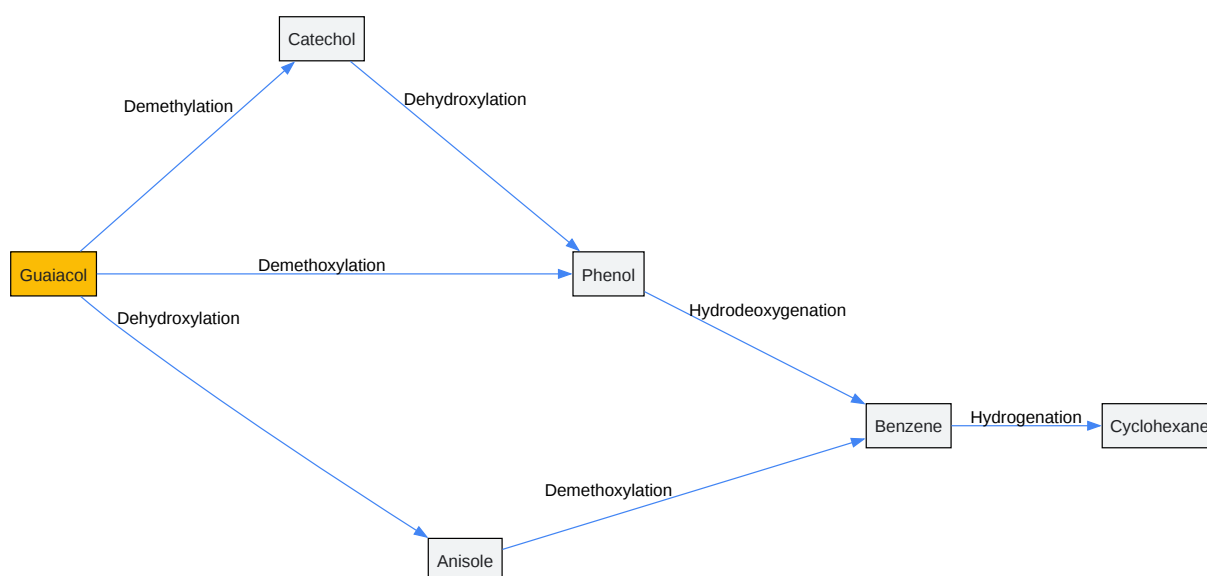 Catechol
Demethylation
Dehydroxylation
Guaiacol
Demethoxylation
Phenol
Dehydroxylation
Hydrodeoxygenation
Benzene
Hydrogenation
Cyclohexane
Demethoxylation
Anisole